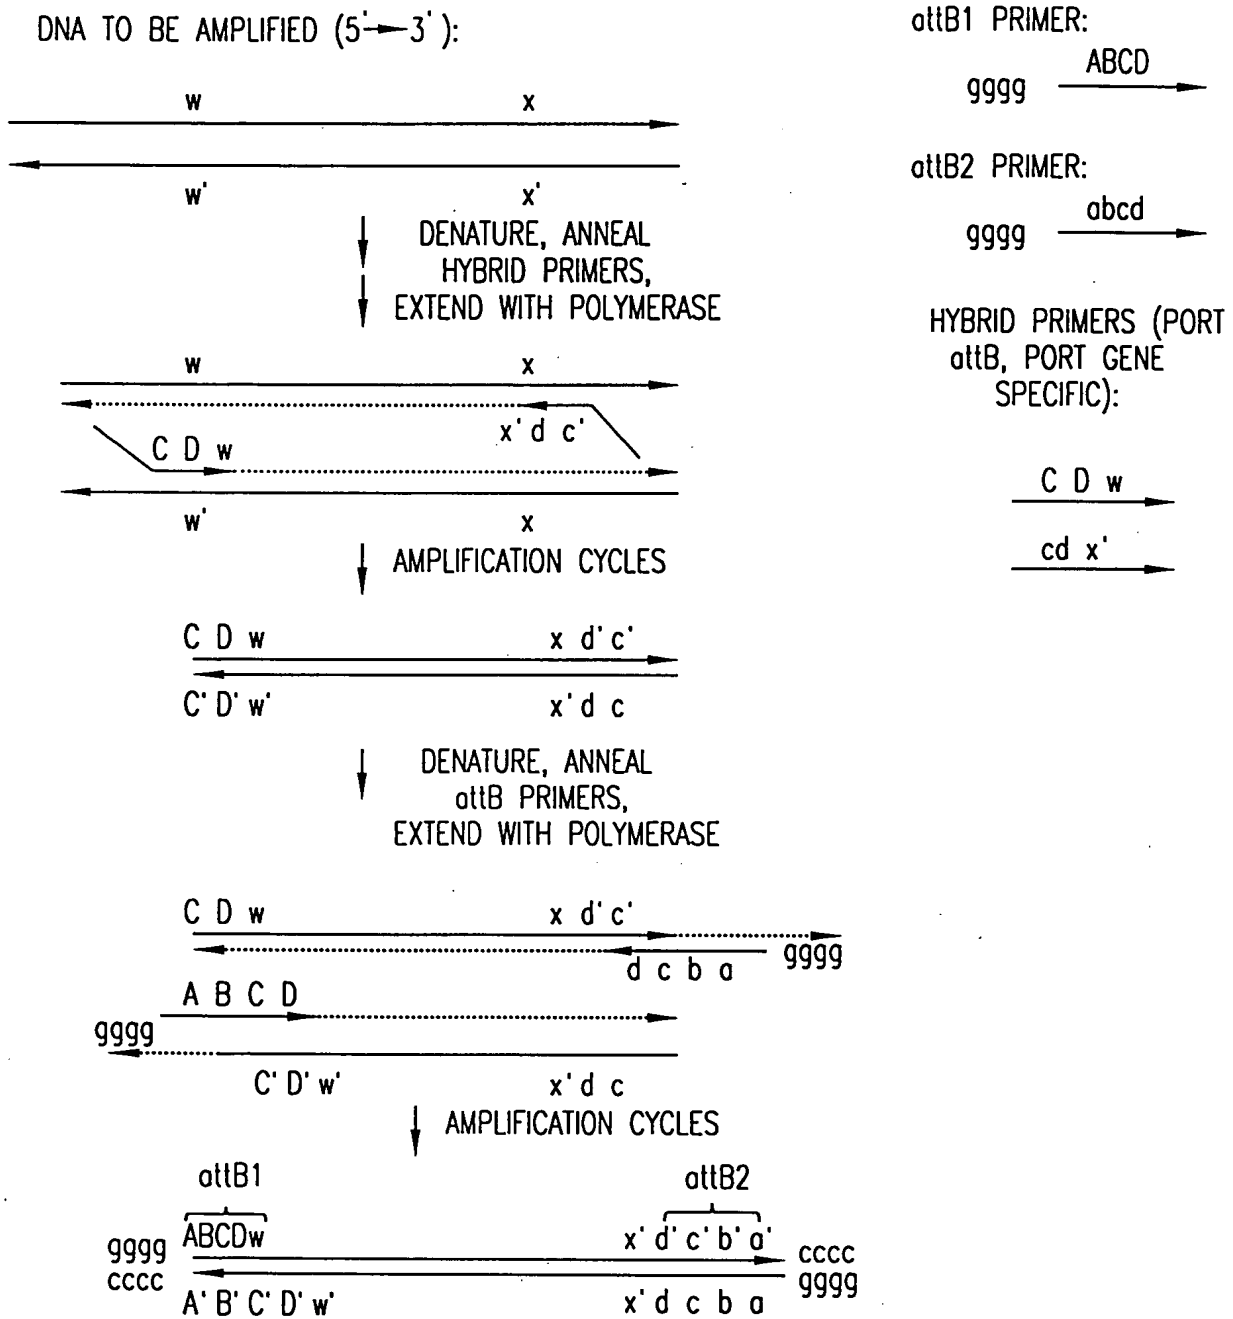 DNA TO BE AMPLIFIED (5'→3'):
w x
w' x'
DENATURE, ANNEAL
HYBRID PRIMERS,
EXTEND WITH POLYMERASE
w x
x' d c'
C D w
w' x
AMPLIFICATION CYCLES
C D w x d' c'
C' D' w' x' d c
DENATURE, ANNEAL
attB PRIMERS,
EXTEND WITH POLYMERASE
C D w x d' c'
d c b a gggg
A B C D
gggg
C' D' w' x' d c
AMPLIFICATION CYCLES
attB1 attB2
gggg ABCDw x' d' c' b' a' cccc
cccc A' B' C' D' w' x' d c b a gggg
attB1 PRIMER:
gggg ABCD
attB2 PRIMER:
gggg abcd
HYBRID PRIMERS (PORT
attB, PORT GENE
SPECIFIC):
C D w
cd x'